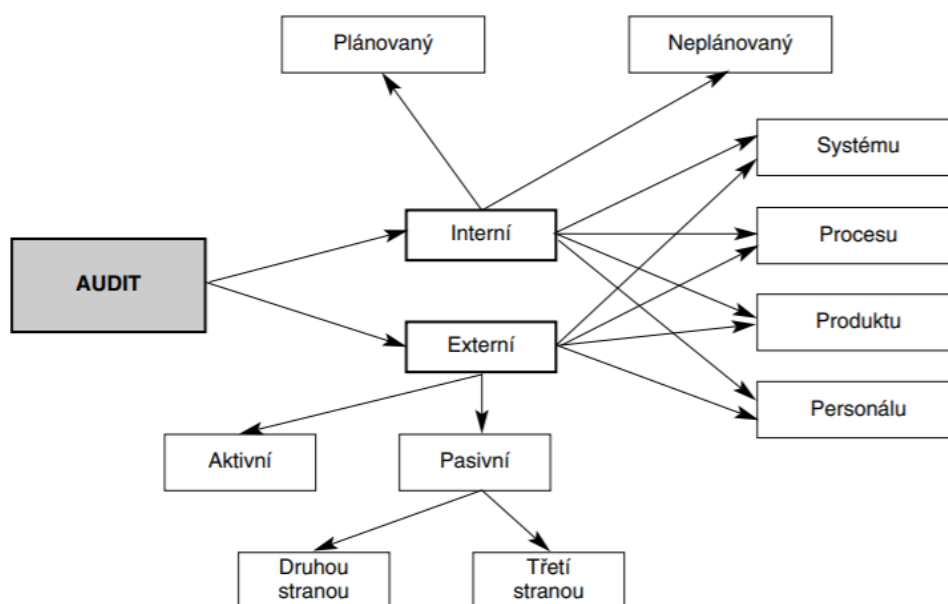 Plánovaný
Neplánovaný
Systému
Interní
Procesu
AUDIT
Produktu
Externí
Personálu
Aktivní
Pasivní
Druhou
stranou
Třetí
stranou